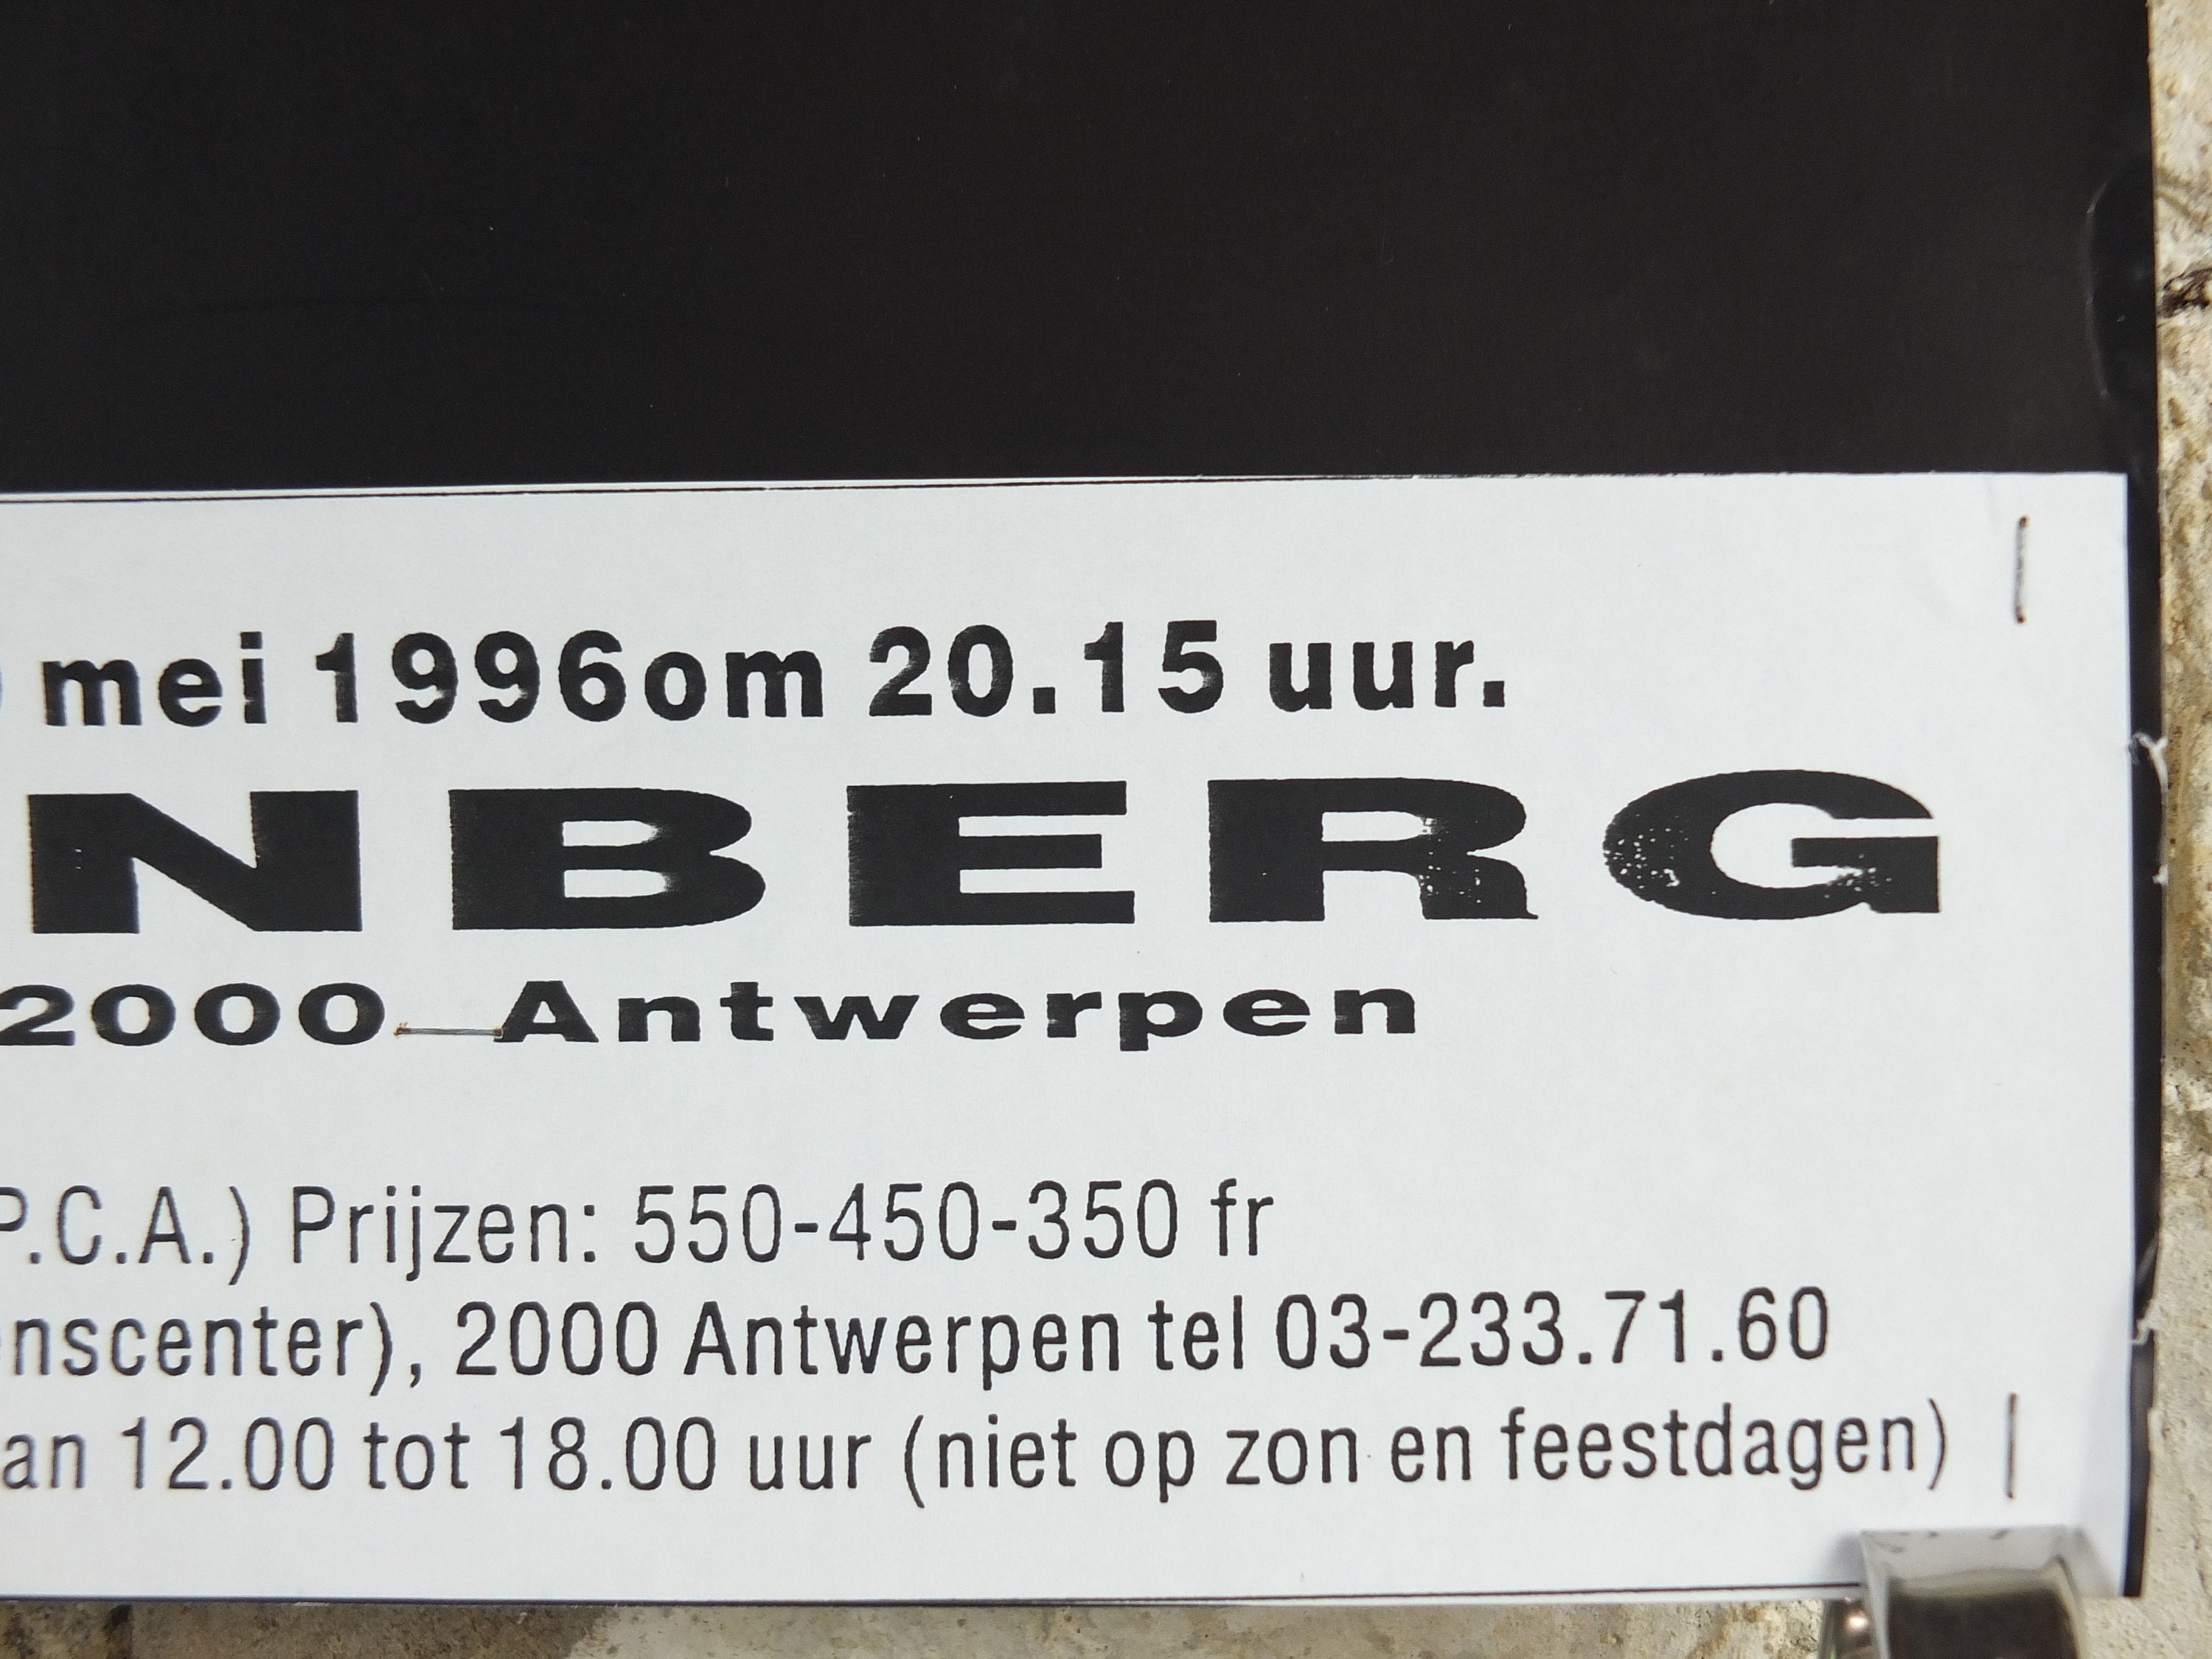 mei 1996om 20.15 uur.
NBERG
2000 Antwerpen
P.C.A.) Prijzen: 550-450-350 fr
nscenter), 2000 Antwerpen tel 03-233.71.60
an 12.00 tot 18.00 uur (niet op zon en feestdagen)